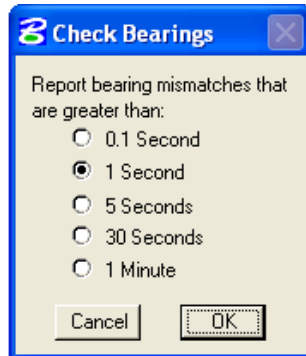 Check Bearings
Report bearing mismatches that
are greater than:
0.1 Second
1 Second
5 Seconds
30 Seconds
1 Minute
Cancel OK